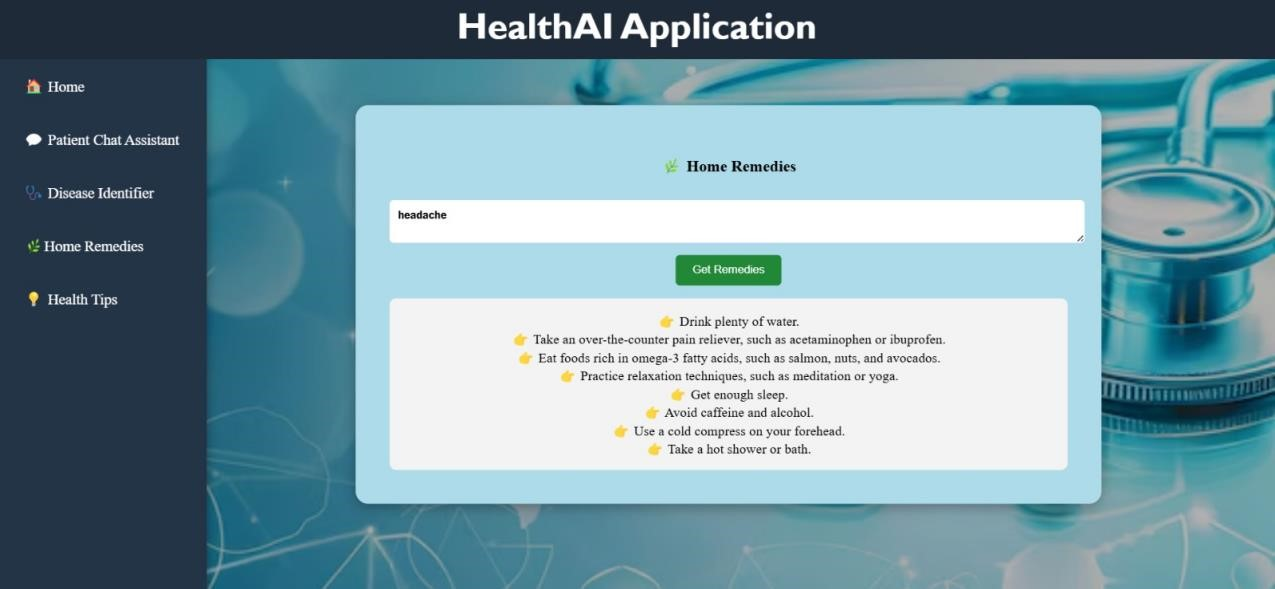 HealthAI Application
🏠 Home
💬 Patient Chat Assistant
🩺 Disease Identifier
🌿 Home Remedies
💡 Health Tips
🌿 Home Remedies
headache
Get Remedies
👉 Drink plenty of water.
👉 Take an over-the-counter pain reliever, such as acetaminophen or ibuprofen.
👉 Eat foods rich in omega-3 fatty acids, such as salmon, nuts, and avocados.
👉 Practice relaxation techniques, such as meditation or yoga.
👉 Get enough sleep.
👉 Avoid caffeine and alcohol.
👉 Use a cold compress on your forehead.
👉 Take a hot shower or bath.